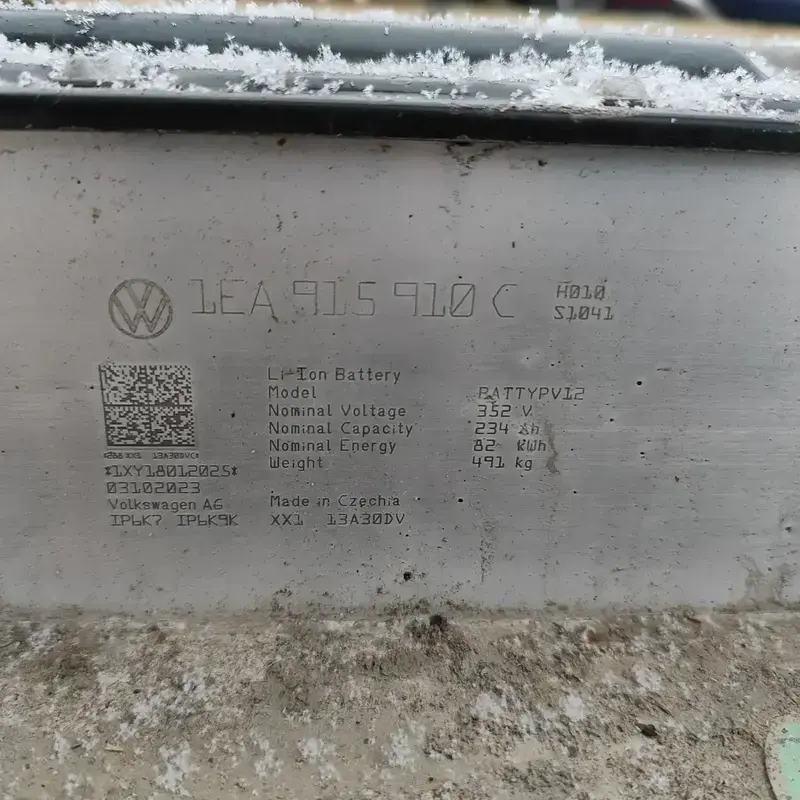 1EA 915 910 C
H010
S1041
Li-Ion Battery
Model BATTYPV12
Nominal Voltage 352 V
Nominal Capacity 234 Ah
Nominal Energy 82 kWh
Weight 491 kg
*1XY18012025*
03102023
Volkswagen AG
IP6K7 IP6K9K
Made in Czechia
XX1 13A30DV